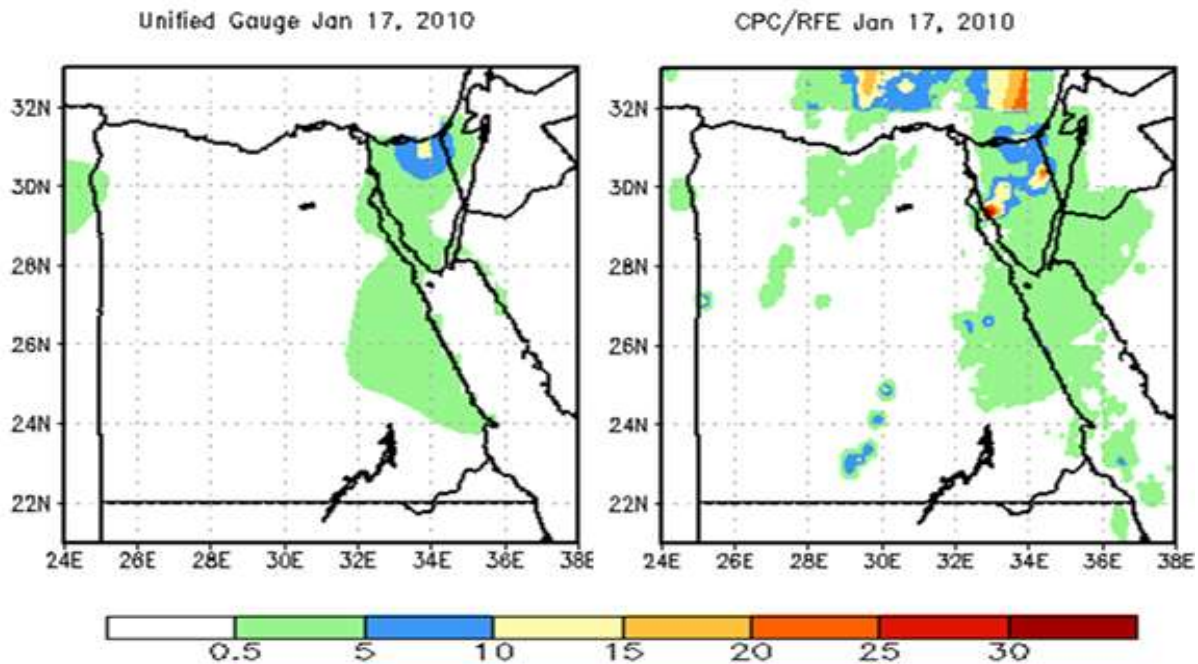 Unified Gauge Jan 17, 2010
32N
30N
28N
26N
24N
22N
24E 26E 28E 30E 32E 34E 36E 38E
CPC/RFE Jan 17, 2010
32N
30N
28N
26N
24N
22N
24E 26E 28E 30E 32E 34E 36E 38E
0.5 5 10 15 20 25 30